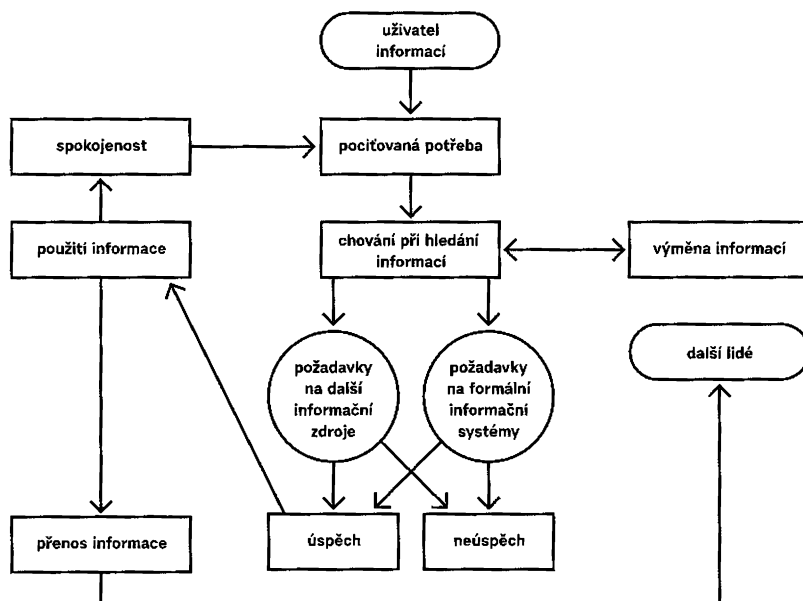 uživatel
informací
spokojenost
pociťovaná potřeba
použití informace
chování při hledání
informací
výměna informací
požadavky
na další
informační
zdroje
požadavky
na formální
informační
systémy
další lidé
přenos informace
úspěch
neúspěch